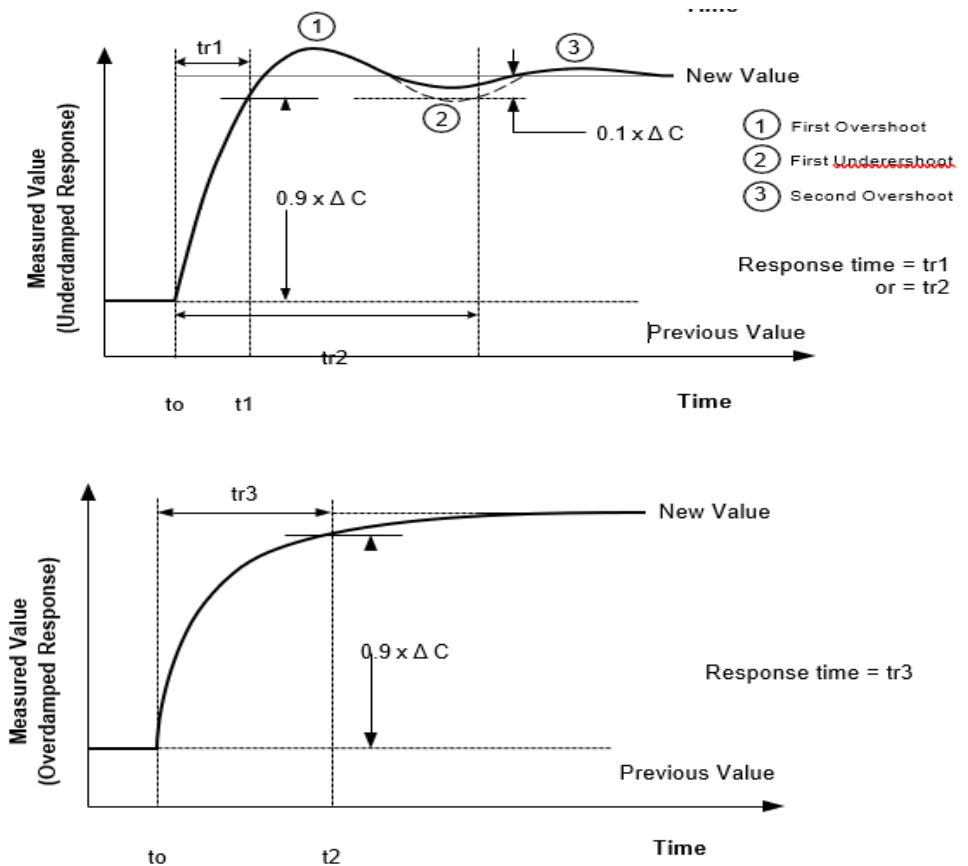 Time
1
tr1
3
New Value
2
0.1 x Δ C
1 First Overshoot
2 First Underershoot
3 Second Overshoot
0.9 x Δ C
Measured Value
(Underdamped Response)
Response time = tr1
or = tr2
Previous Value
tr2
to
t1
Time
tr3
New Value
0.9 x Δ C
Measured Value
(Overdamped Response)
Response time = tr3
Previous Value
to
t2
Time